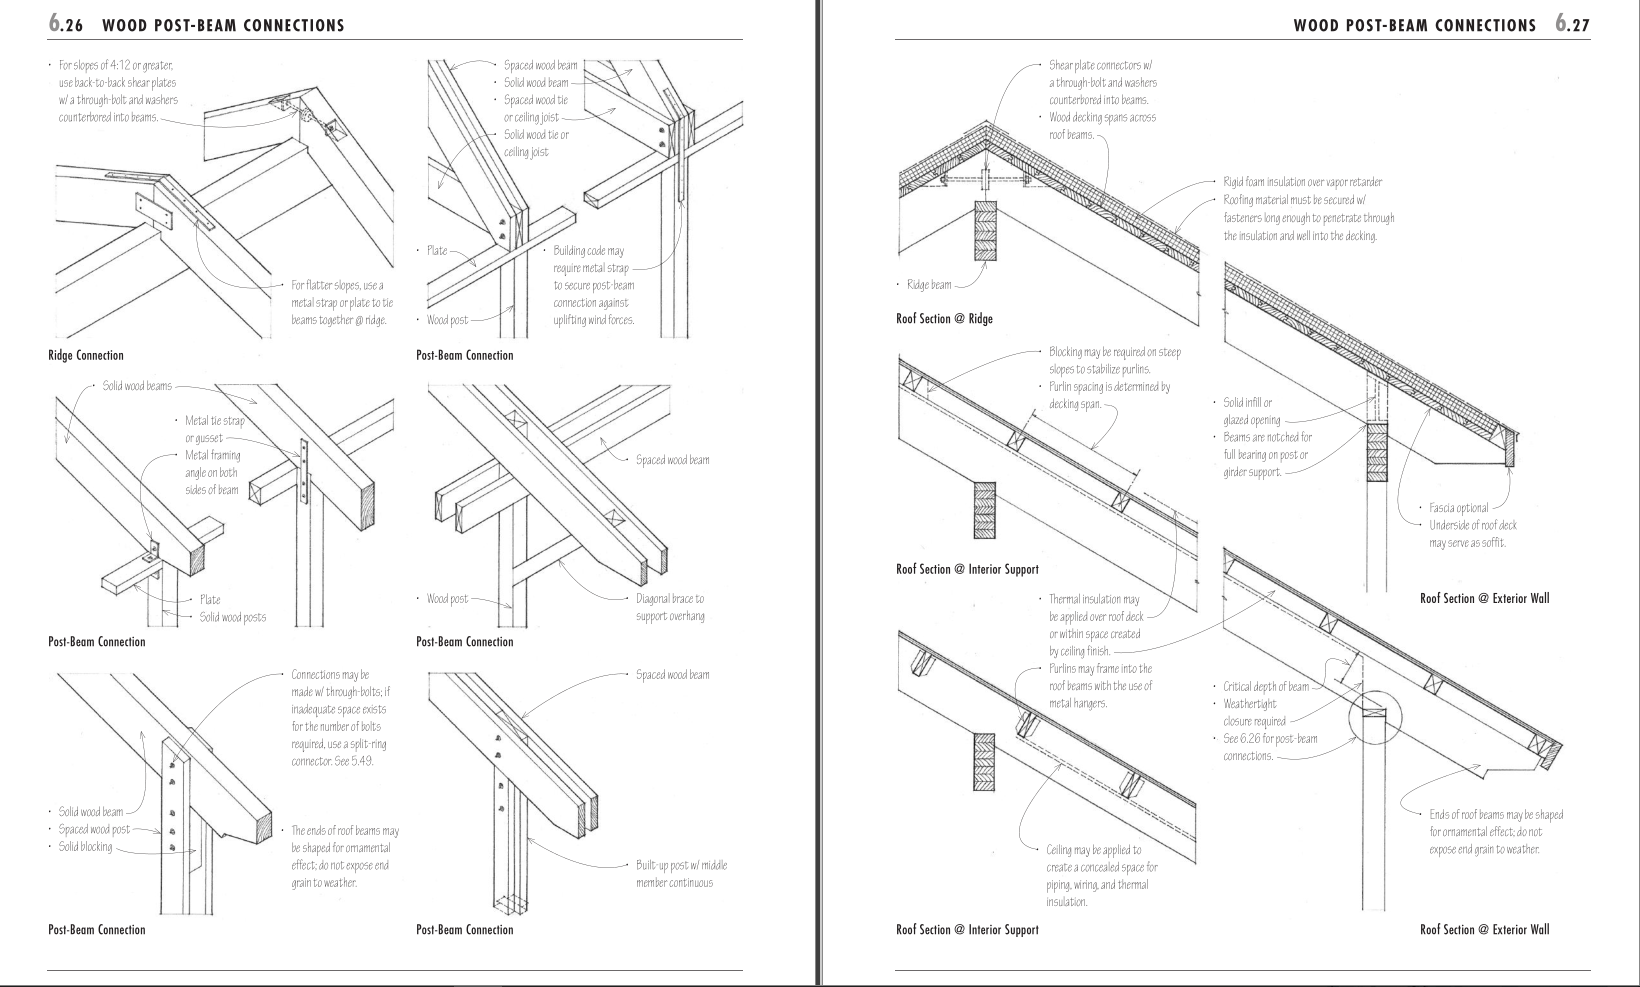 6.26 WOOD POST-BEAM CONNECTIONS
• For slopes of 4:12 or greater,
use back-to-back shear plates
w/ a through-bolt and washers
counterbored into beams.
• For flatter slopes, use a
metal strap or plate to tie
beams together @ ridge.
Ridge Connection
• Spaced wood beam
• Solid wood beam
• Spaced wood tie
or ceiling joist
• Solid wood tie or
ceiling joist
• Plate
• Wood post
• Building code may
require metal strap
to secure post-beam
connection against
uplifting wind forces.
Post-Beam Connection
• Solid wood beams
• Metal tie strap
or gusset
• Metal framing
angle on both
sides of beam
• Plate
• Solid wood posts
Post-Beam Connection
• Spaced wood beam
• Wood post
• Diagonal brace to
support overhang
Post-Beam Connection
• Connections may be
made w/ through-bolts; if
inadequate space exists
for the number of bolts
required, use a split-ring
connector. See 5.49.
• Solid wood beam
• Spaced wood post
• Solid blocking
• The ends of roof beams may
be shaped for ornamental
effect; do not expose end
grain to weather.
Post-Beam Connection
• Spaced wood beam
• Built-up post w/ middle
member continuous
Post-Beam Connection
WOOD POST-BEAM CONNECTIONS 6.27
• Shear plate connectors w/
a through-bolt and washers
counterbored into beams.
• Wood decking spans across
roof beams.
• Rigid foam insulation over vapor retarder
• Roofing material must be secured w/
fasteners long enough to penetrate through
the insulation and well into the decking.
• Ridge beam
Roof Section @ Ridge
• Blocking may be required on steep
slopes to stabilize purlins.
• Purlin spacing is determined by
decking span.
Roof Section @ Interior Support
• Solid infill or
glazed opening
• Beams are notched for
full bearing on post or
girder support.
• Fascia optional
• Underside of roof deck
may serve as soffit.
Roof Section @ Exterior Wall
• Thermal insulation may
be applied over roof deck
or within space created
by ceiling finish.
• Purlins may frame into the
roof beams with the use of
metal hangers.
• Ceiling may be applied to
create a concealed space for
piping, wiring, and thermal
insulation.
Roof Section @ Interior Support
• Critical depth of beam
• Weathertight
closure required
• See 6.26 for post-beam
connections.
• Ends of roof beams may be shaped
for ornamental effect; do not
expose end grain to weather.
Roof Section @ Exterior Wall